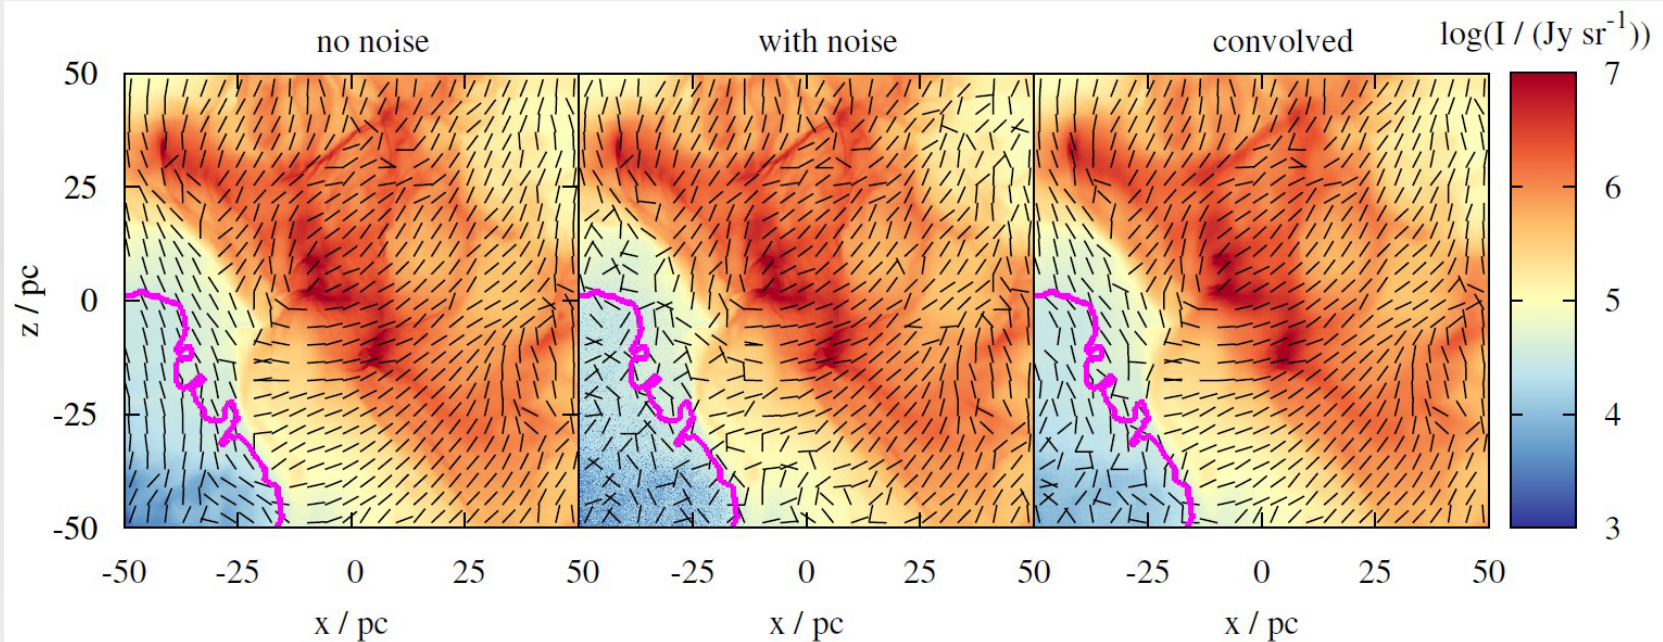 no noise with noise convolved log(I / (Jy sr⁻¹))
50 7
25 6
z / pc 0 5
-25 4
-50 3
-50 -25 0 25 50 -25 0 25 50 -25 0 25 50
x / pc x / pc x / pc